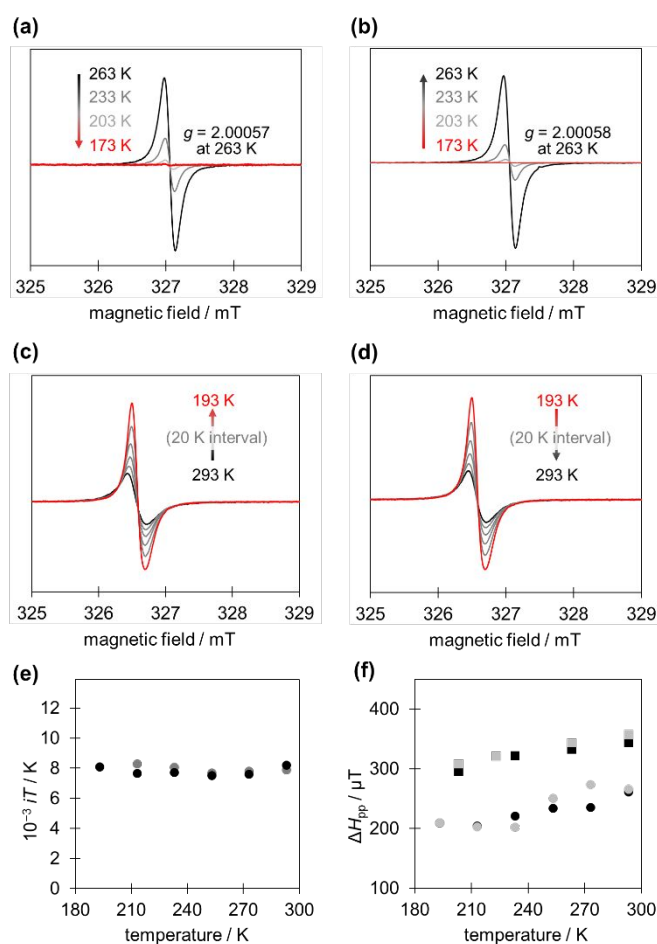 (a)
263 K
233 K
203 K
173 K
g = 2.00057
at 263 K
325 326 327 328 329
magnetic field / mT
(b)
263 K
233 K
203 K
173 K
g = 2.00058
at 263 K
325 326 327 328 329
magnetic field / mT
(c)
193 K
(20 K interval)
293 K
325 326 327 328 329
magnetic field / mT
(d)
193 K
(20 K interval)
293 K
325 326 327 328 329
magnetic field / mT
(e)
12
10
8
6
4
2
0
10⁻³ iT / K
180 210 240 270 300
temperature / K
(f)
400
300
200
100
ΔHpp / μT
180 210 240 270 300
temperature / K